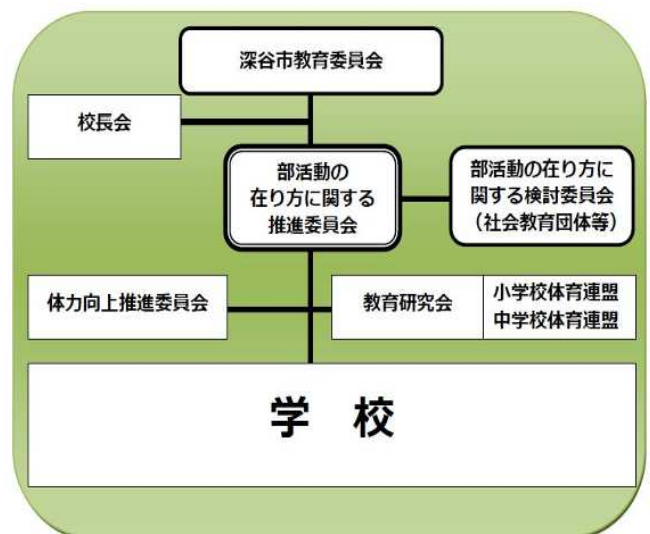 深谷市教育委員会
校長会
部活動の
在り方に関する
推進委員会
部活動の在り方に
関する検討委員会
（社会教育団体等）
体力向上推進委員会
教育研究会
小学校体育連盟
中学校体育連盟
学　校